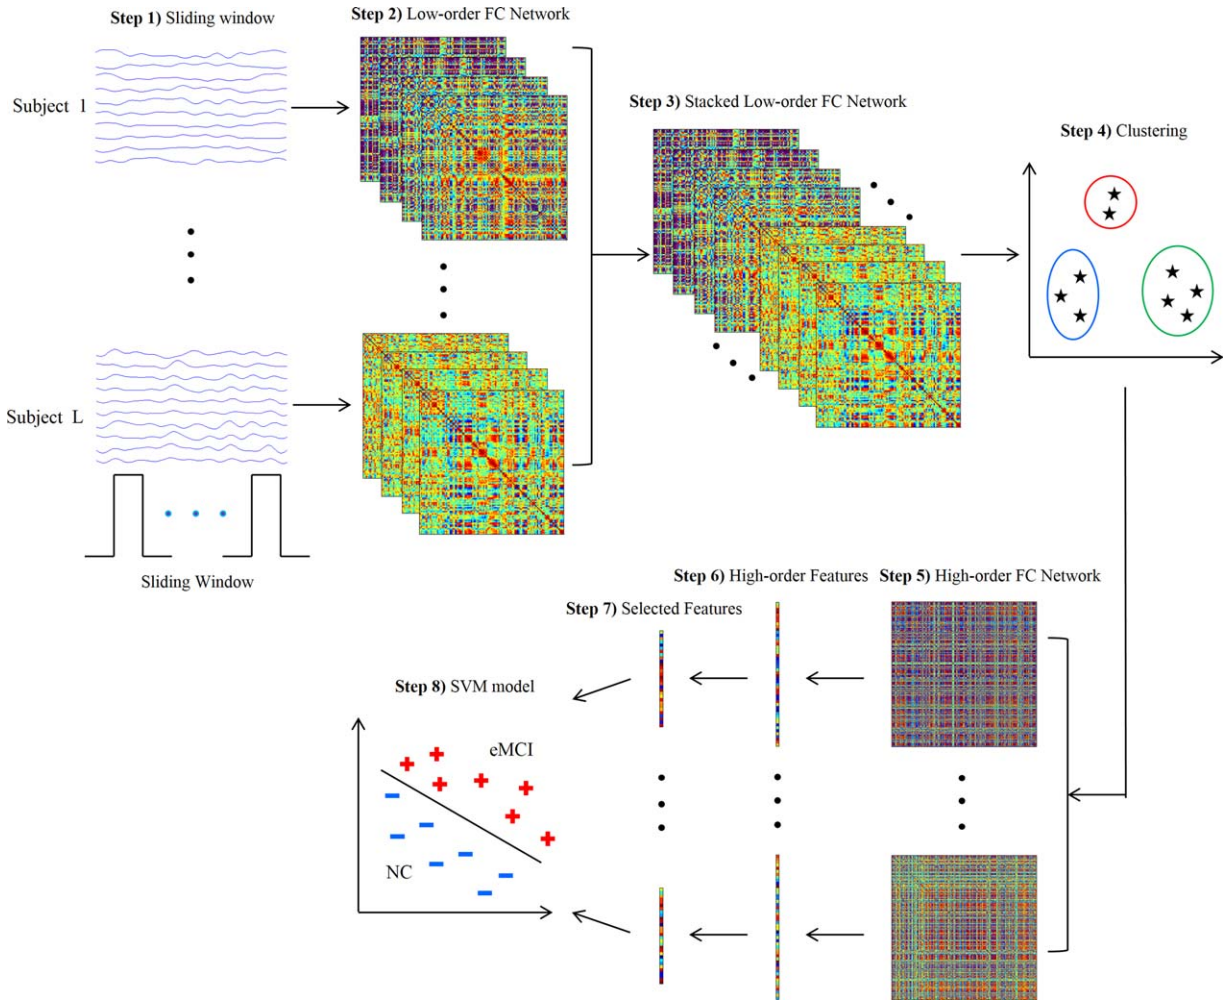 Step 1) Sliding window
Step 2) Low-order FC Network
Step 3) Stacked Low-order FC Network
Step 4) Clustering
Subject 1
Subject L
Sliding Window
Step 6) High-order Features
Step 5) High-order FC Network
Step 7) Selected Features
Step 8) SVM model
eMCI
NC